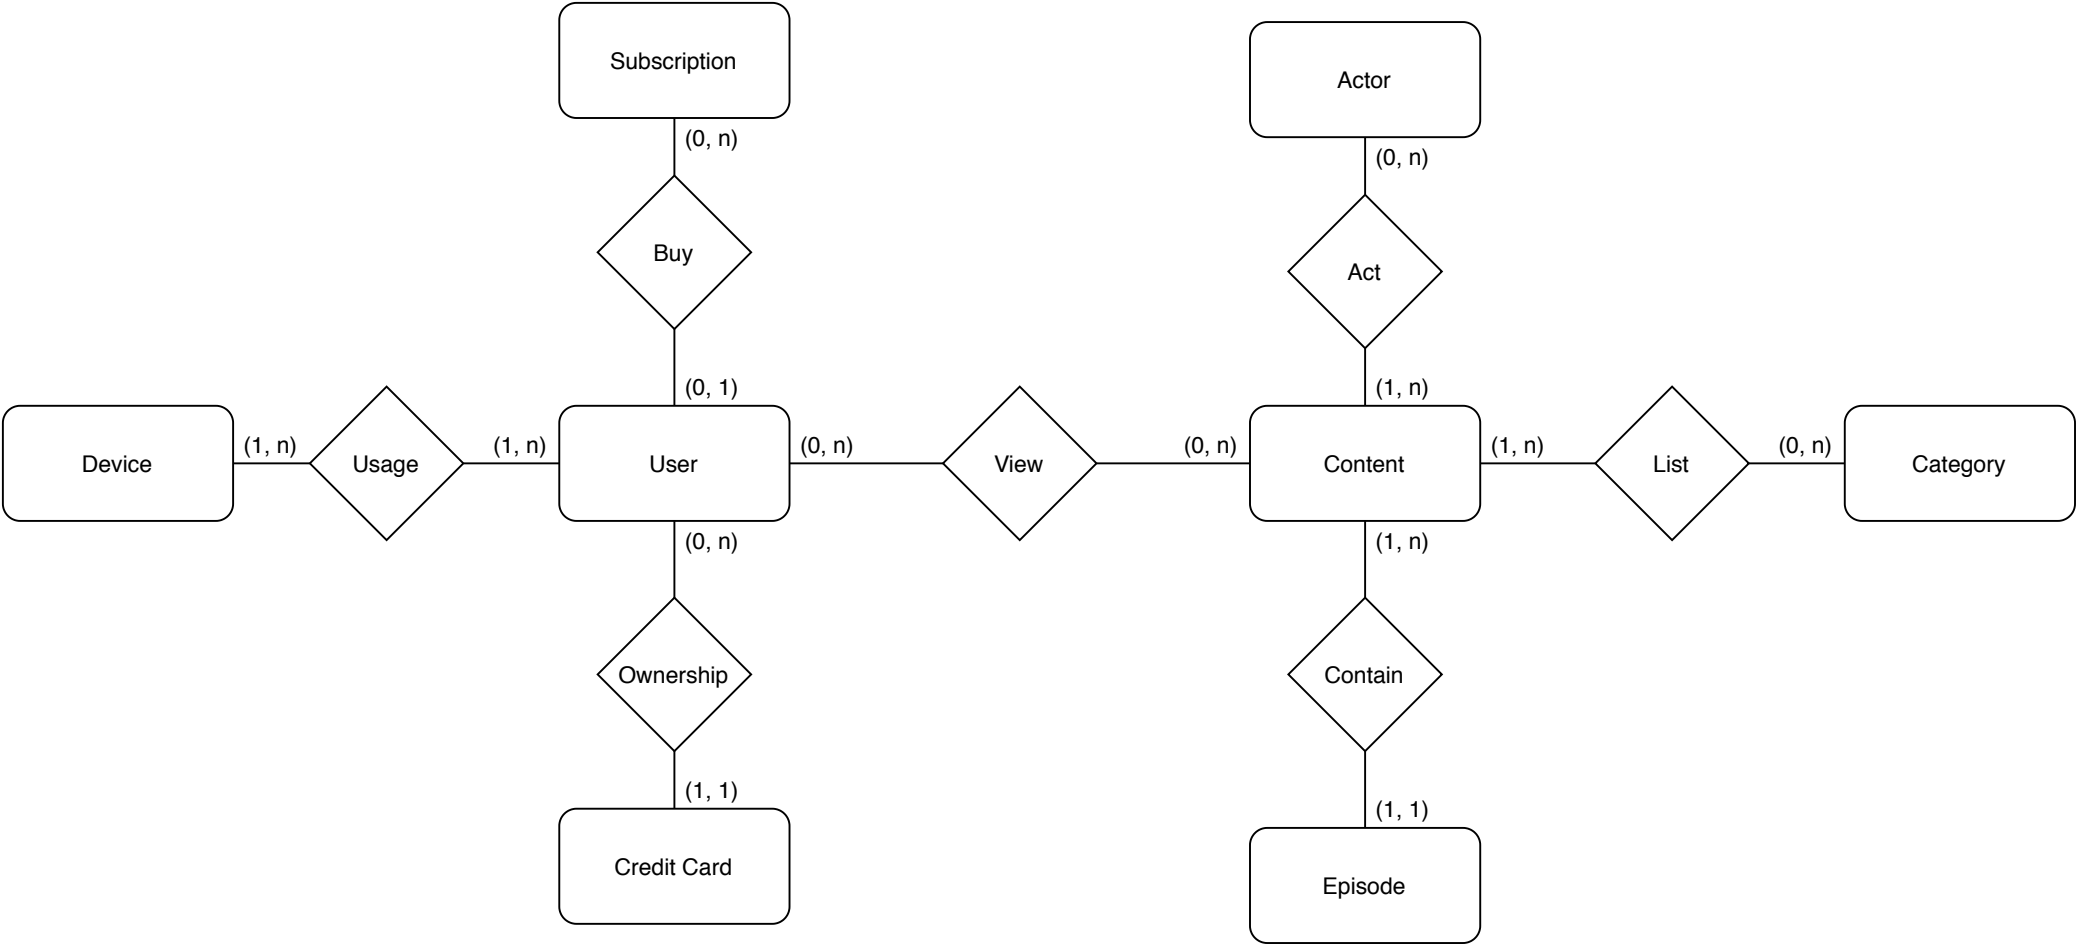 Subscription
Actor
(0, n)
(0, n)
Buy
Act
(0, 1)
(1, n)
Device
(1, n)
Usage
(1, n)
User
(0, n)
View
(0, n)
Content
(1, n)
List
(0, n)
Category
(0, n)
(1, n)
Ownership
Contain
(1, 1)
(1, 1)
Credit Card
Episode